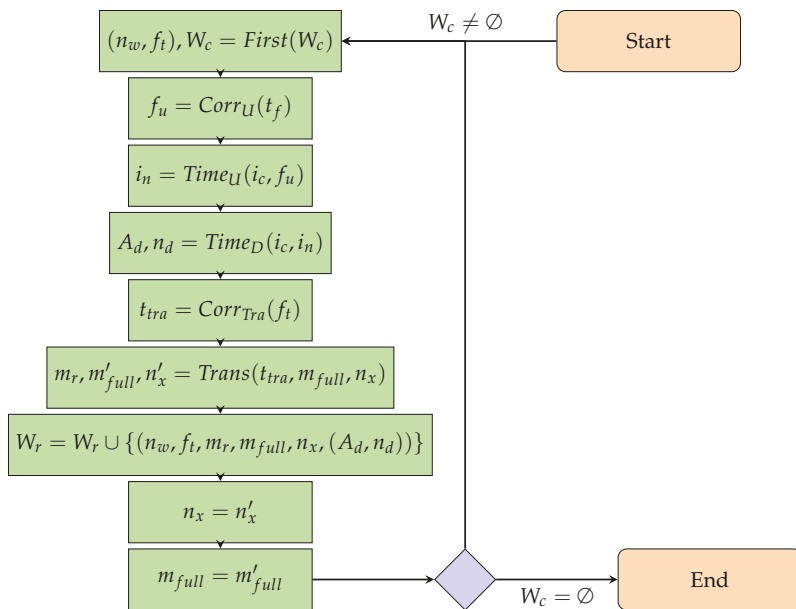 W_c ≠ ∅
Start
(n_w, f_t), W_c = First(W_c)
f_u = Corr_U(t_f)
i_n = Time_U(i_c, f_u)
A_d, n_d = Time_D(i_c, i_n)
t_tra = Corr_Tra(f_t)
m_r, m'_full, n'_x = Trans(t_tra, m_full, n_x)
W_r = W_r ∪ {(n_w, f_t, m_r, m_full, n_x, (A_d, n_d))}
n_x = n'_x
m_full = m'_full
W_c = ∅
End